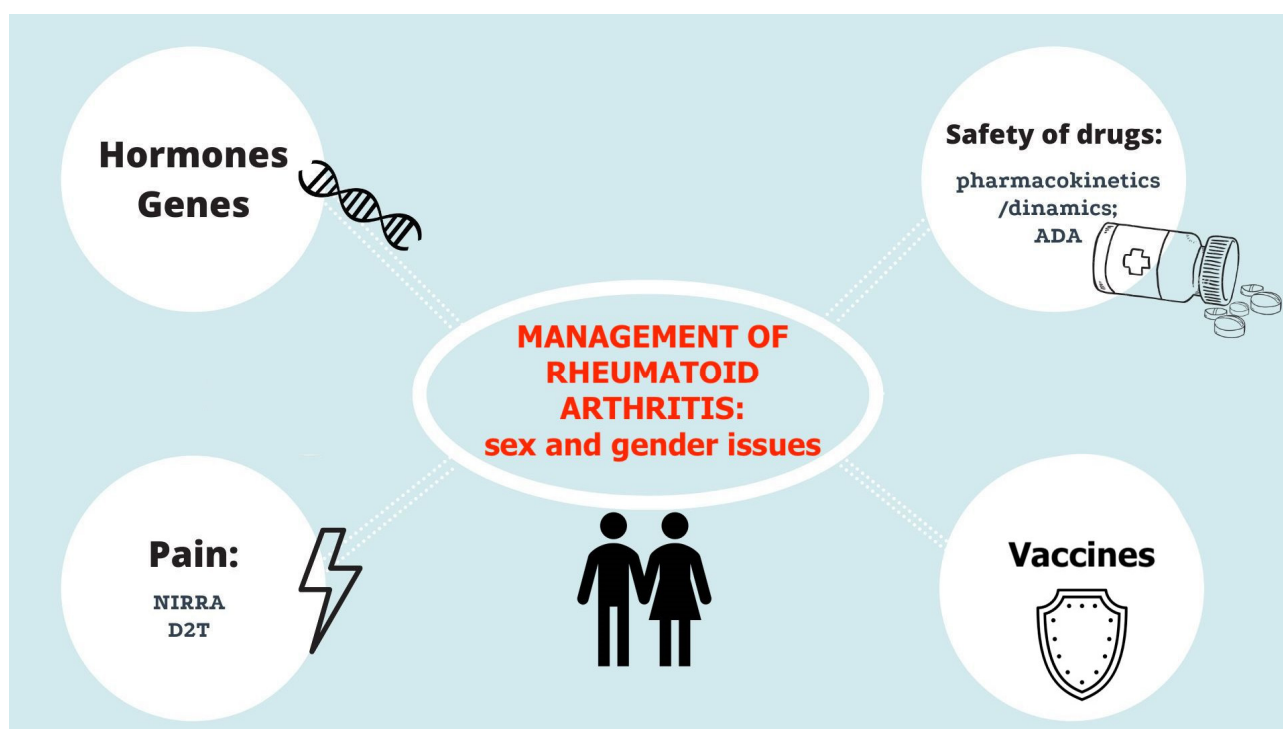 Hormones
Genes
Safety of drugs:
pharmacokinetics
/dinamics;
ADA
MANAGEMENT OF
RHEUMATOID
ARTHRITIS:
sex and gender issues
Pain:
NIRRA
D2T
Vaccines